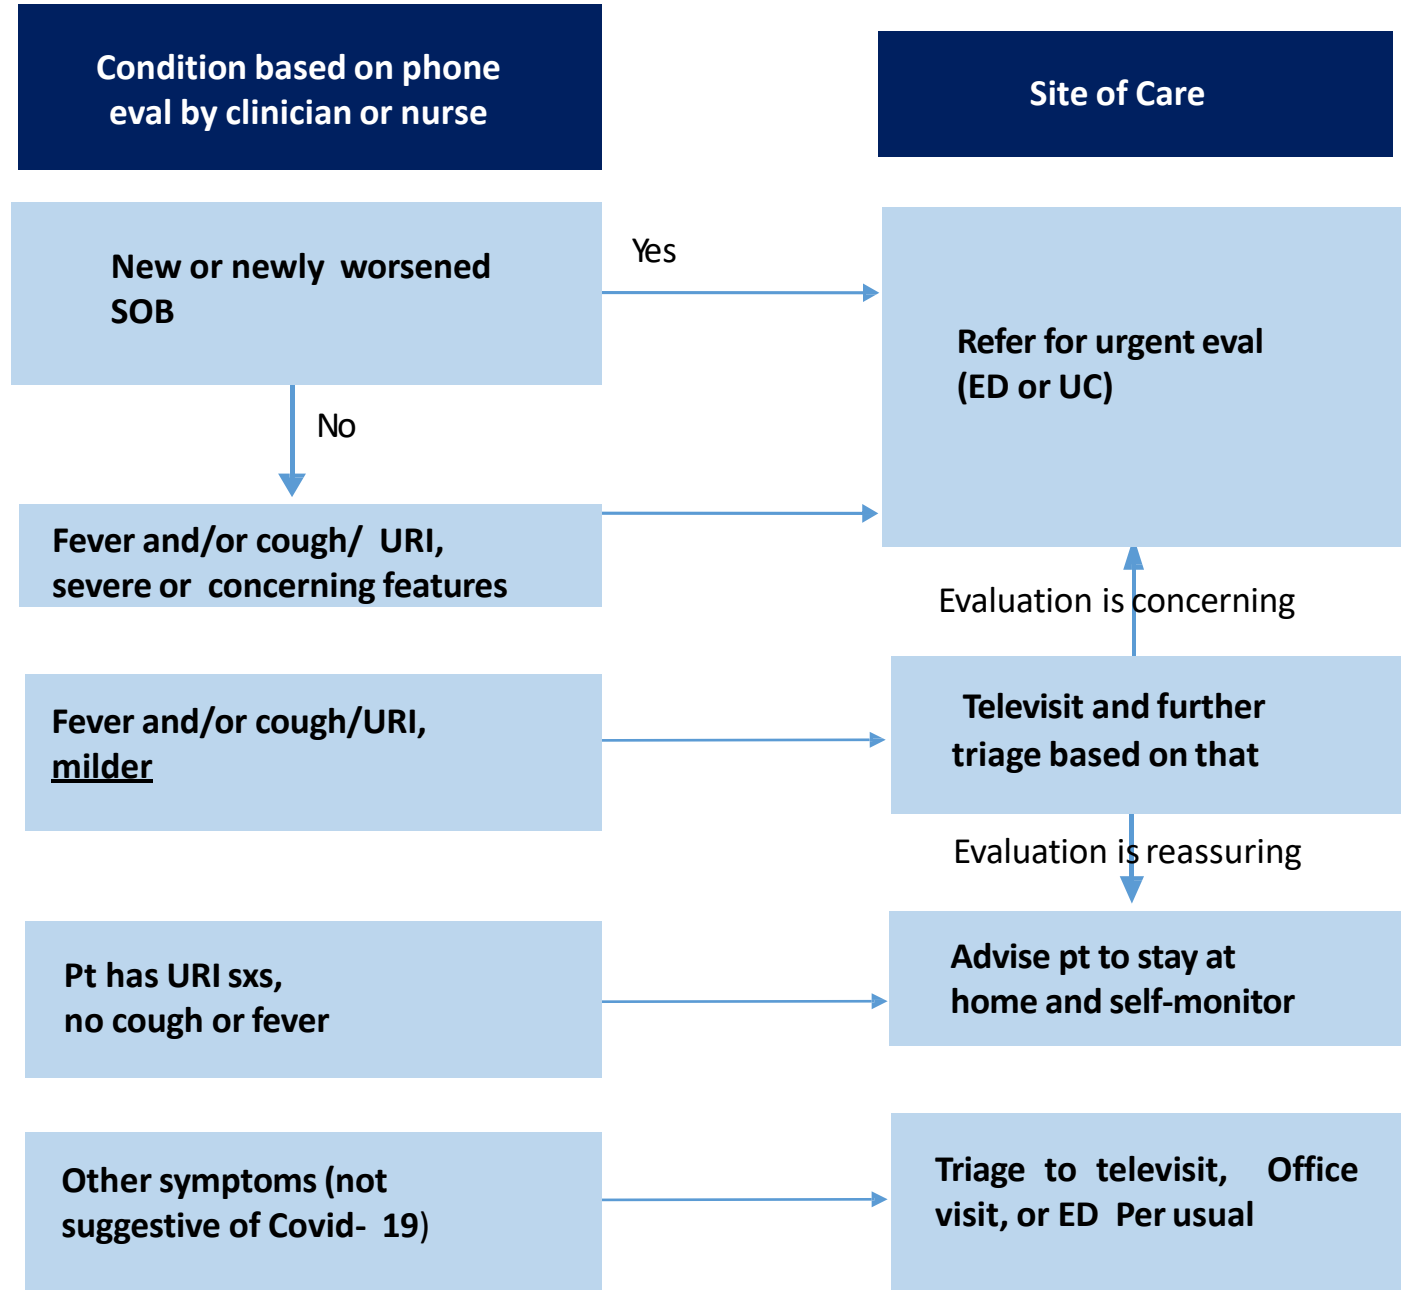 Condition based on phone
eval by clinician or nurse
Site of Care
New or newly worsened
SOB
Yes
Refer for urgent eval
(ED or UC)
No
Fever and/or cough/ URI,
severe or concerning features
Evaluation is concerning
Fever and/or cough/URI,
milder
Televisit and further
triage based on that
Evaluation is reassuring
Pt has URI sxs,
no cough or fever
Advise pt to stay at
home and self-monitor
Other symptoms (not
suggestive of Covid- 19)
Triage to televisit, Office
visit, or ED Per usual